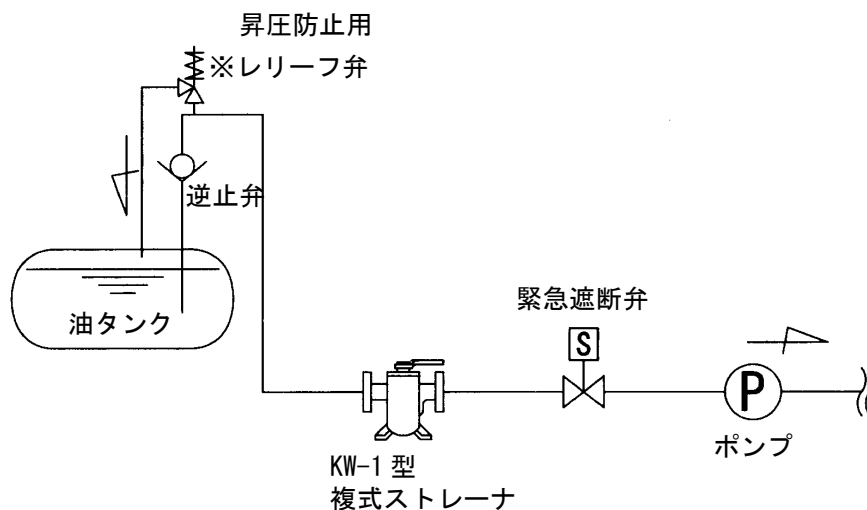 昇圧防止用
※レリーフ弁
逆止弁
油タンク
緊急遮断弁
S
P
ポンプ
KW-1 型
複式ストレーナ